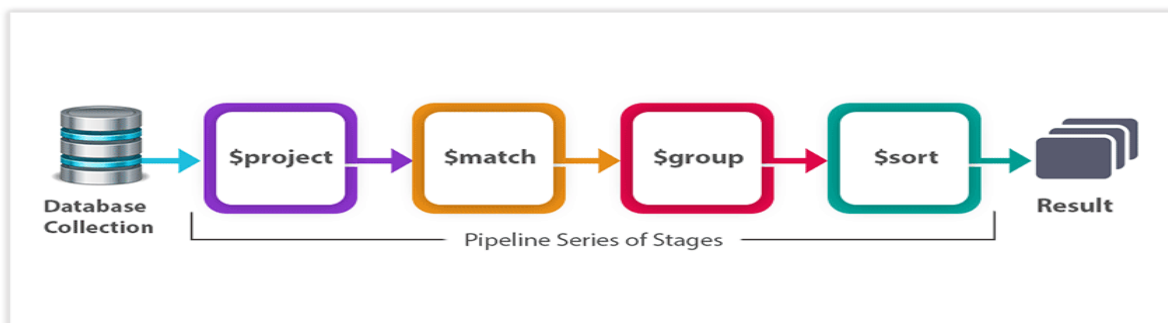 $project
$match
$group
$sort
Database
Collection
Result
Pipeline Series of Stages